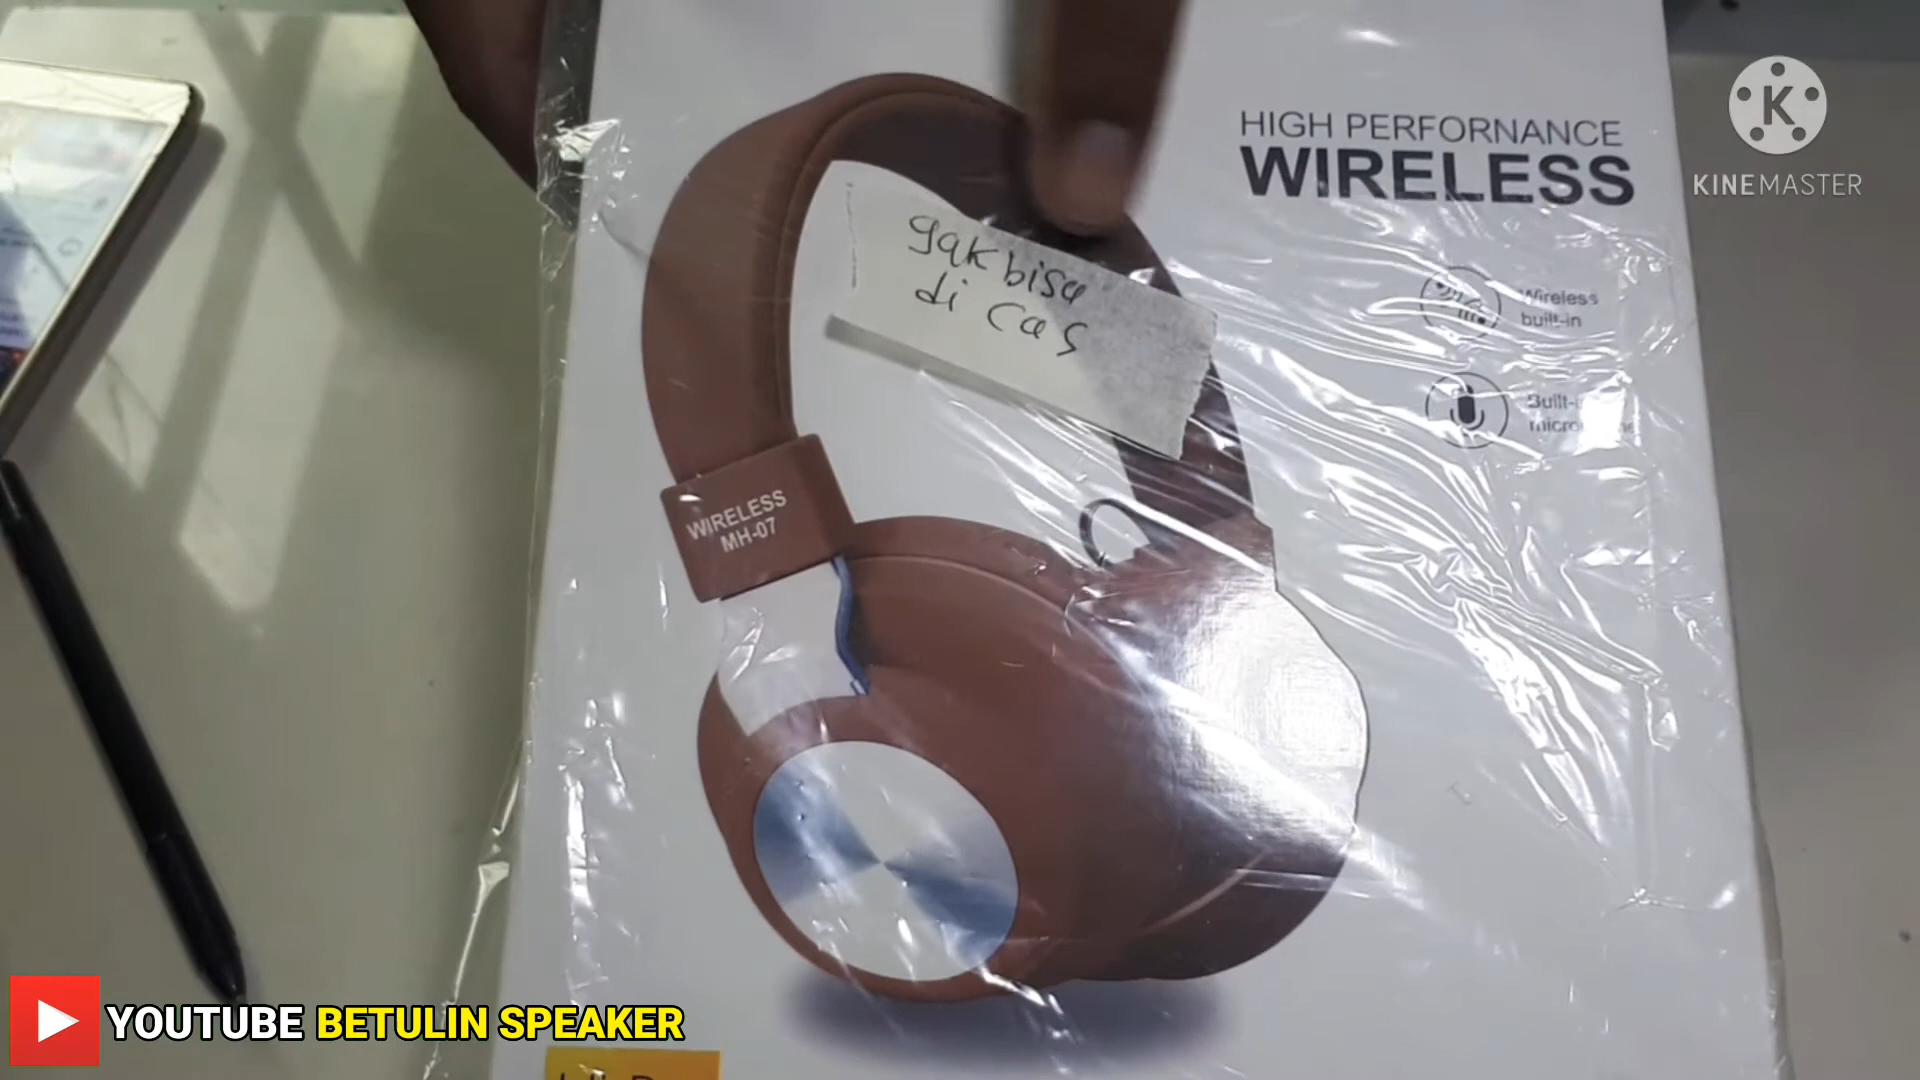 HIGH PERFORNANCE
WIRELESS
KINEMASTER
gak bisa
di cas
Wireless
built-in
WIRELESS
MH-07
YOUTUBE BETULIN SPEAKER